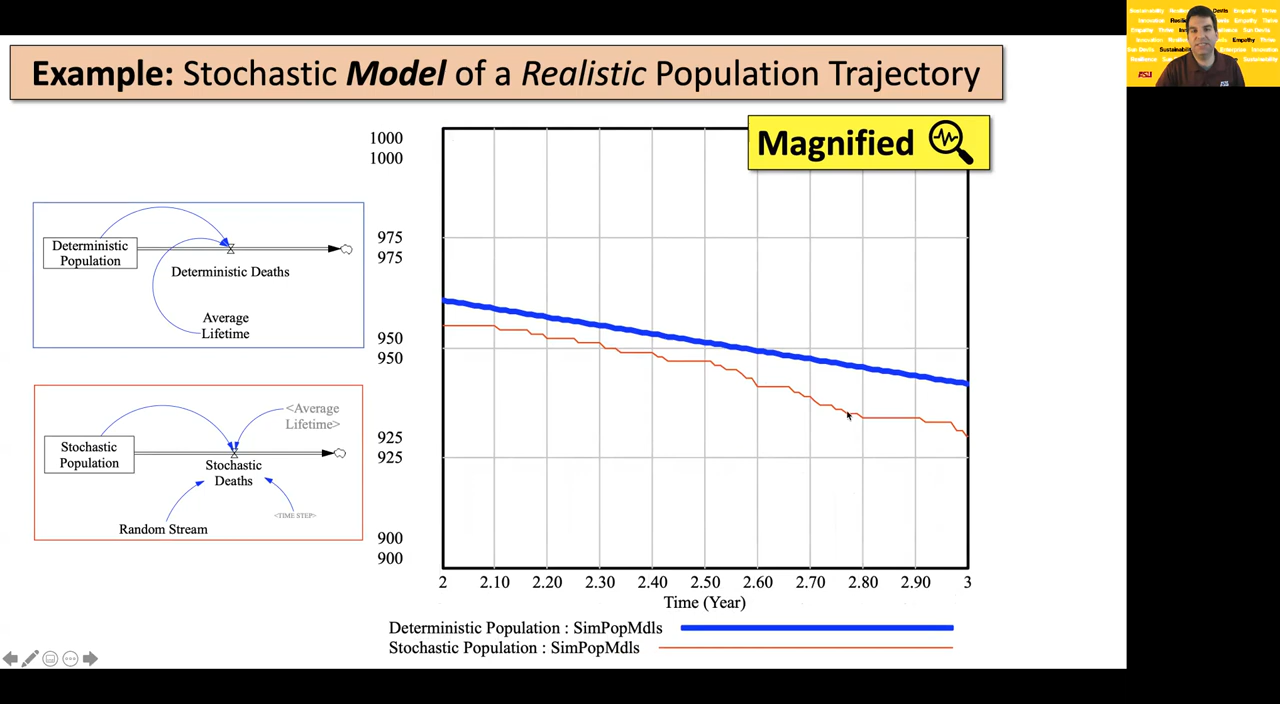 Example: Stochastic Model of a Realistic Population Trajectory
Magnified
Deterministic
Population
Deterministic Deaths
Average
Lifetime
Stochastic
Population
<Average
Lifetime>
Stochastic
Deaths
Random Stream
<TIME STEP>
1000
1000
975
975
950
950
925
925
900
900
2 2.10 2.20 2.30 2.40 2.50 2.60 2.70 2.80 2.90 3
Time (Year)
Deterministic Population : SimPopMdls
Stochastic Population : SimPopMdls
ASU